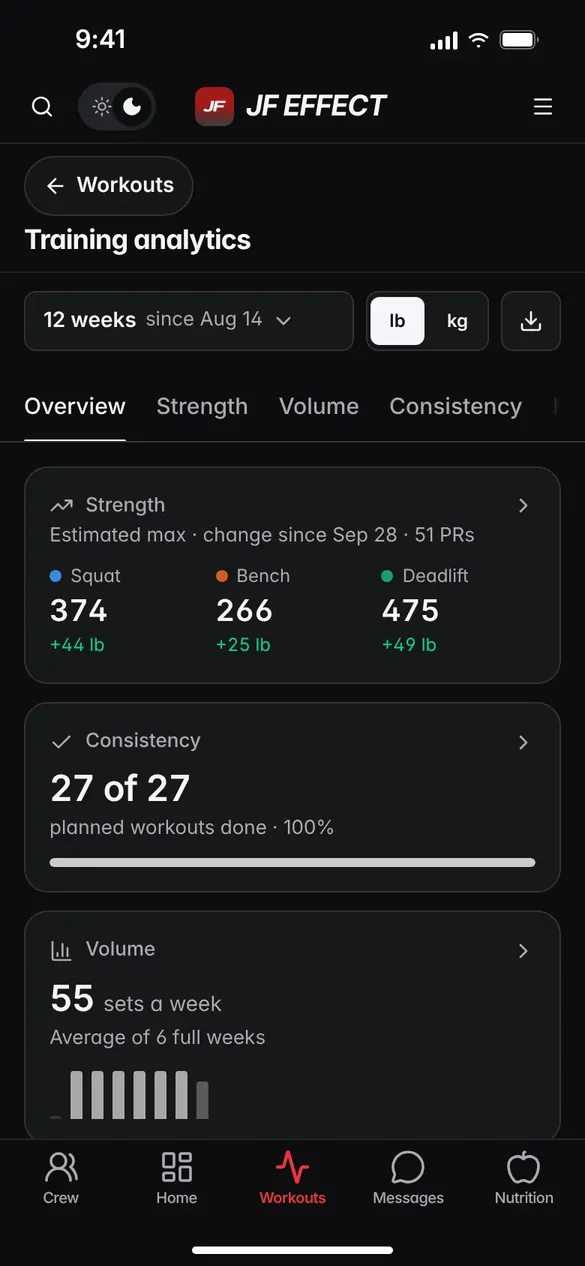 9:41
JF JF EFFECT
Workouts
Training analytics
12 weeks since Aug 14
lb kg
Overview Strength Volume Consistency
Strength
Estimated max · change since Sep 28 · 51 PRs
Squat Bench Deadlift
374 266 475
+44 lb +25 lb +49 lb
Consistency
27 of 27
planned workouts done · 100%
Volume
55 sets a week
Average of 6 full weeks
Crew Home Workouts Messages Nutrition